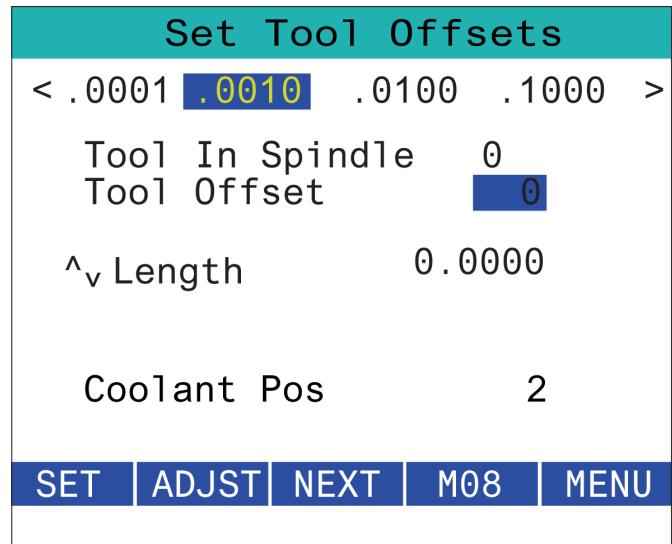 Set Tool Offsets
< .0001 .0010 .0100 .1000 >
Tool In Spindle 0
Tool Offset 0
^v Length 0.0000
Coolant Pos 2
SET ADJST NEXT M08 MENU